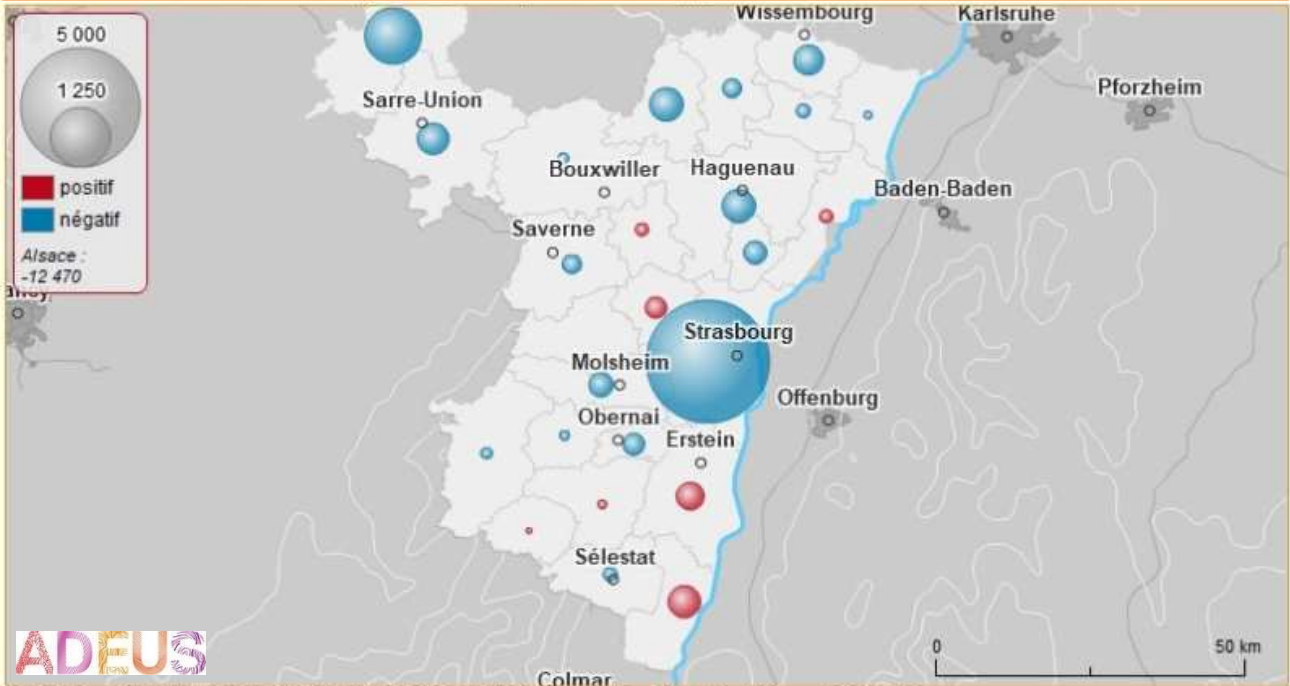 5 000
1 250
positif
négatif
Alsace :
-12 470
Wissembourg
Karlsruhe
Pforzheim
Sarre-Union
Bouxwiller
Haguenau
Baden-Baden
Saverne
Strasbourg
Molsheim
Offenburg
Obernai
Erstein
Sélestat
Colmar
0 50 km
ADEUS